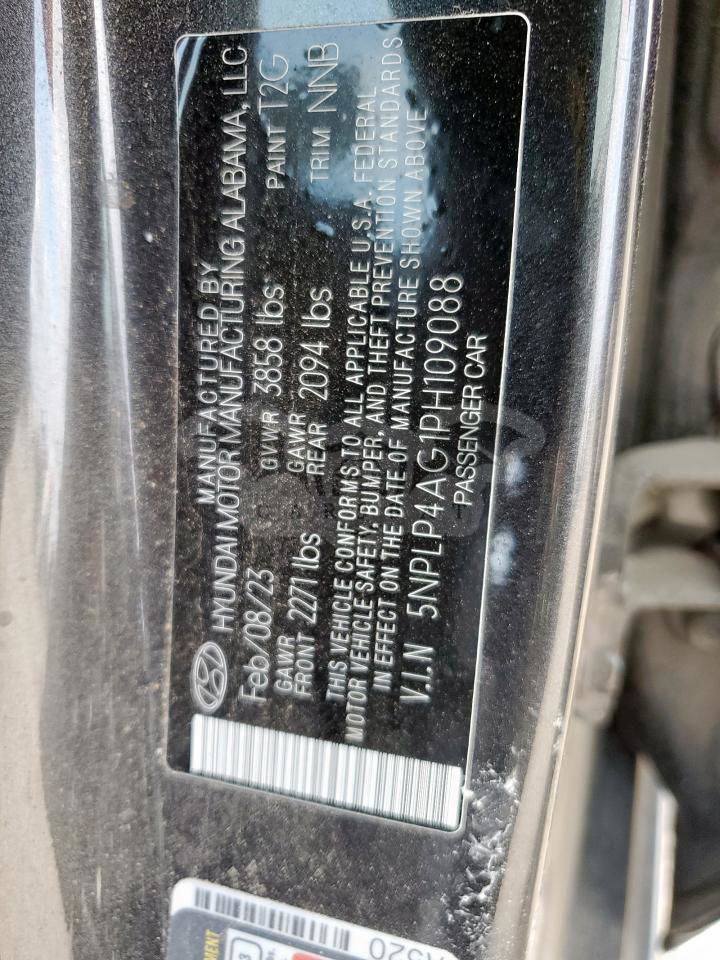 MANUFACTURED BY
HYUNDAI MOTOR MANUFACTURING ALABAMA, LLC
Feb/08/23 GVWR 3858 lbs PAINT T2G
GAWR FRONT 2271 lbs GAWR REAR 2094 lbs TRIM NNB
THIS VEHICLE CONFORMS TO ALL APPLICABLE U.S.A. FEDERAL
MOTOR VEHICLE SAFETY, BUMPER, AND THEFT PREVENTION STANDARDS
IN EFFECT ON THE DATE OF MANUFACTURE SHOWN ABOVE
V.I.N 5NPLP4AG1PH109088
PASSENGER CAR